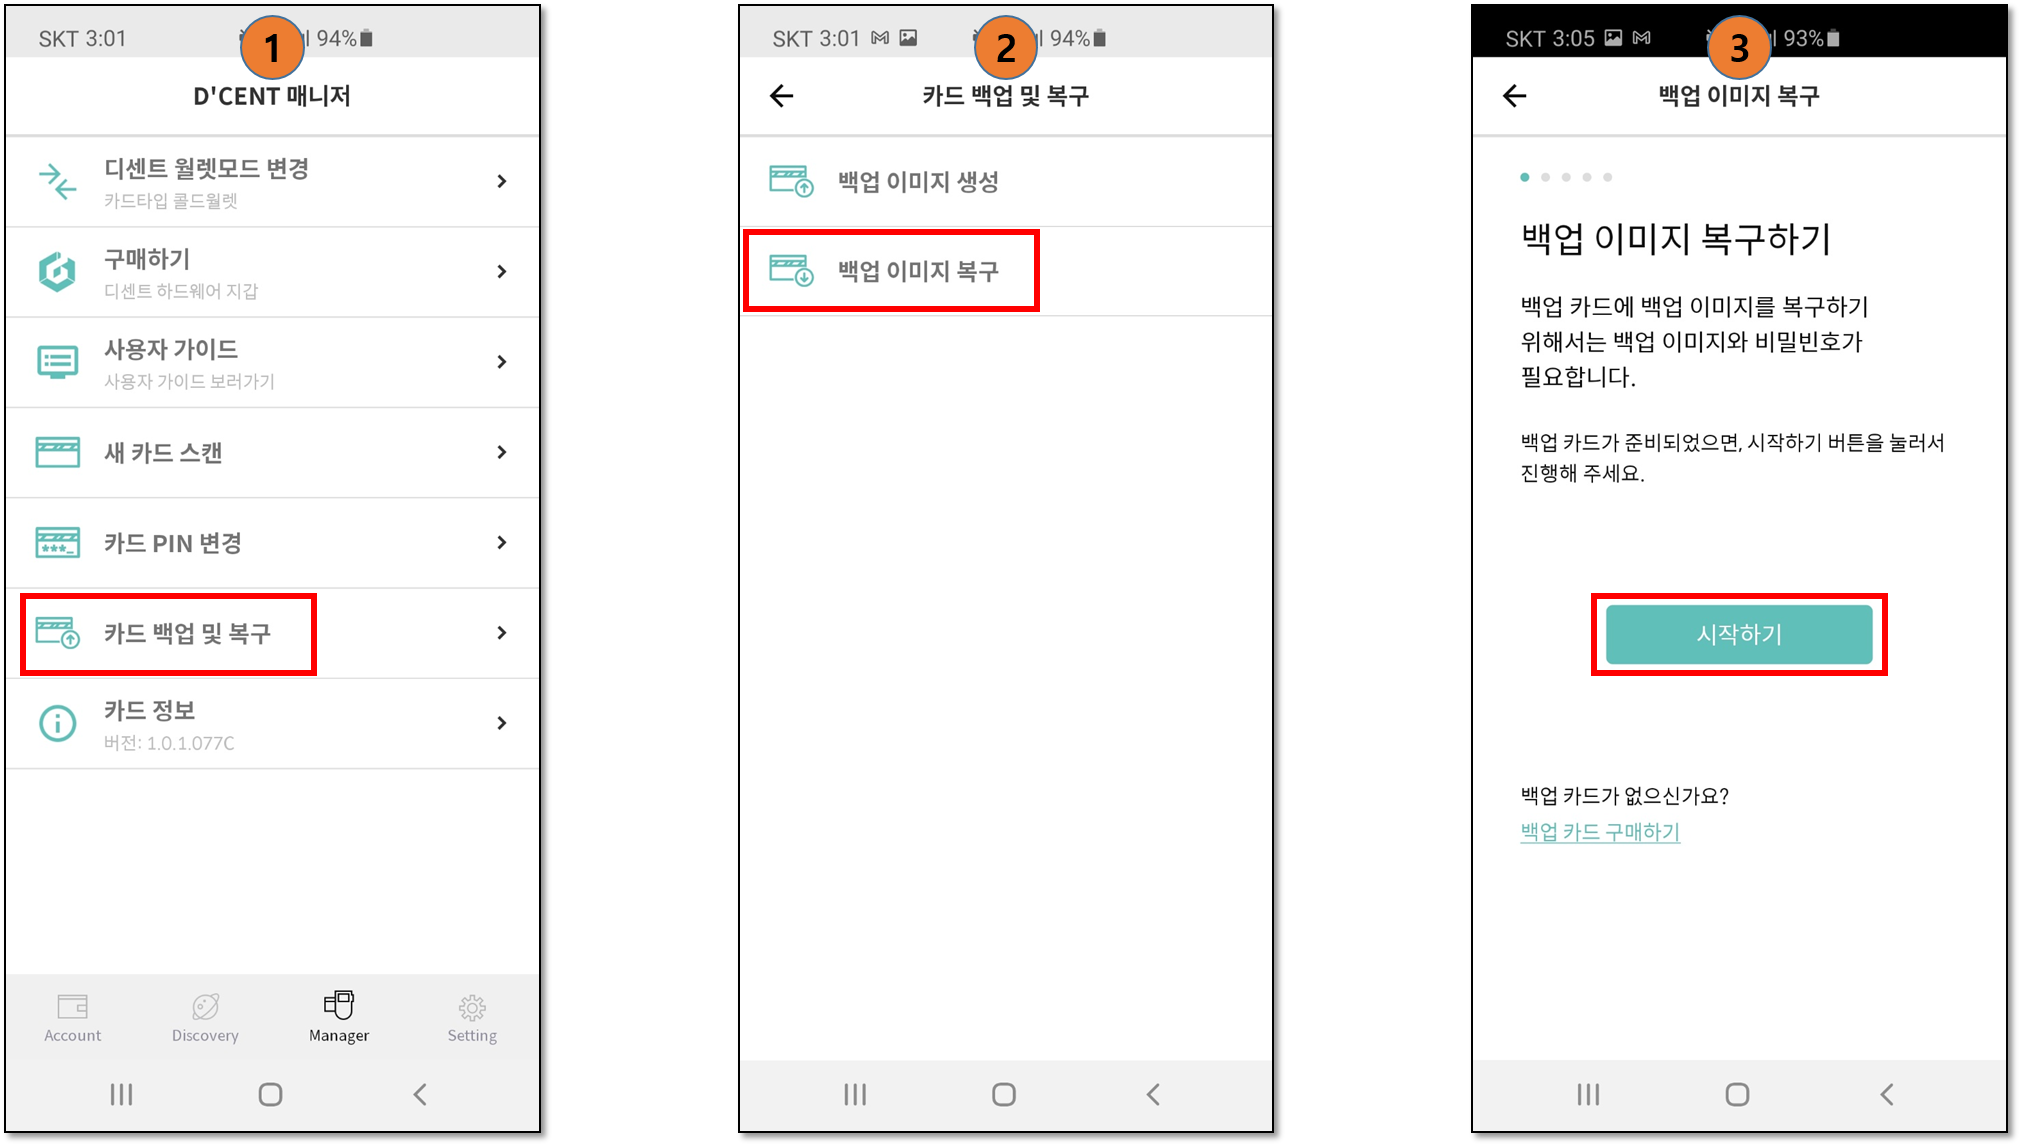 SKT 3:01
1
94%
D'CENT 매니저
디센트 월렛모드 변경
카드타입 콜드월렛
구매하기
디센트 하드웨어 지갑
사용자 가이드
사용자 가이드 보러가기
새 카드 스캔
카드 PIN 변경
카드 백업 및 복구
카드 정보
버전: 1.0.1.077C
Account
Discovery
Manager
Setting
SKT 3:01
2
94%
카드 백업 및 복구
백업 이미지 생성
백업 이미지 복구
SKT 3:05
3
93%
백업 이미지 복구
백업 이미지 복구하기
백업 카드에 백업 이미지를 복구하기
위해서는 백업 이미지와 비밀빈호가
필요합니다.
백업 카드가 준비되었으면, 시작하기 버튼을 눌러서
진행해 주세요.
시작하기
백업 카드가 없으신가요?
백업 카드 구매하기